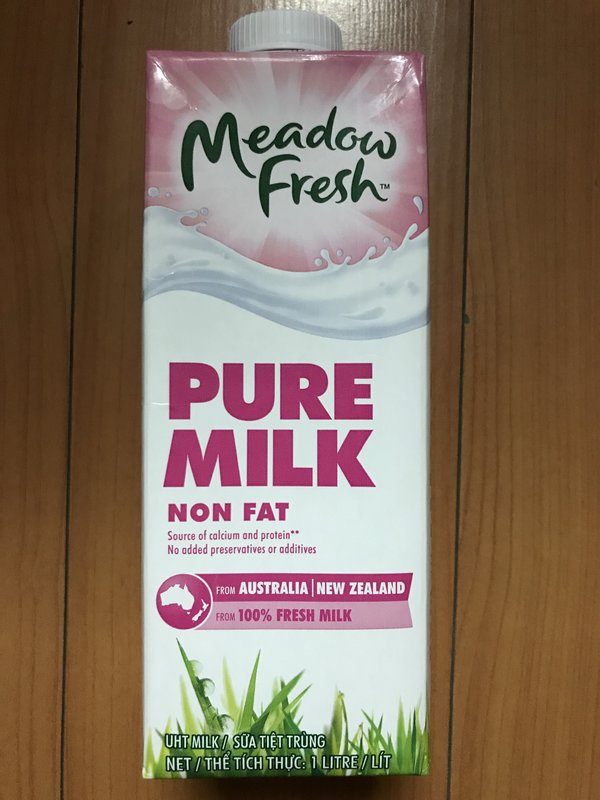 Meadow
Fresh™
PURE
MILK
NON FAT
Source of calcium and protein**
No added preservatives or additives
FROM AUSTRALIA | NEW ZEALAND
FROM 100% FRESH MILK
UHT MILK / SỮA TIỆT TRÙNG
NET / THỂ TÍCH THỰC: 1 LITRE / LÍT